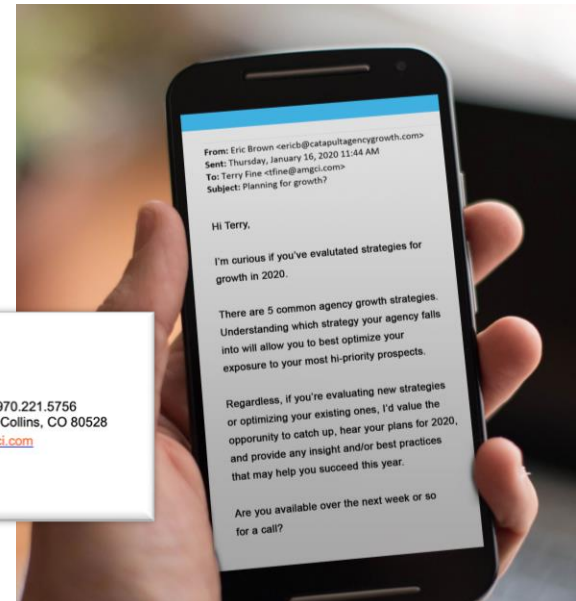 From: Eric Brown <ericb@catapultagencygrowth.com>
Sent: Thursday, January 16, 2020 11:44 AM
To: Terry Fine <tfine@amgci.com>
Subject: Planning for growth?
Hi Terry,
I'm curious if you've evalutated strategies for
growth in 2020.
There are 5 common agency growth strategies.
Understanding which strategy your agency falls
into will allow you to best optimize your
exposure to your most hi-priority prospects.
Regardless, if you're evaluating new strategies
or optimizing your existing ones, I'd value the
opporunity to catch up, hear your plans for 2020,
and provide any insight and/or best practices
that may help you succeed this year.
Are you available over the next week or so
for a call?
970.221.5756
Collins, CO 80528
ci.com